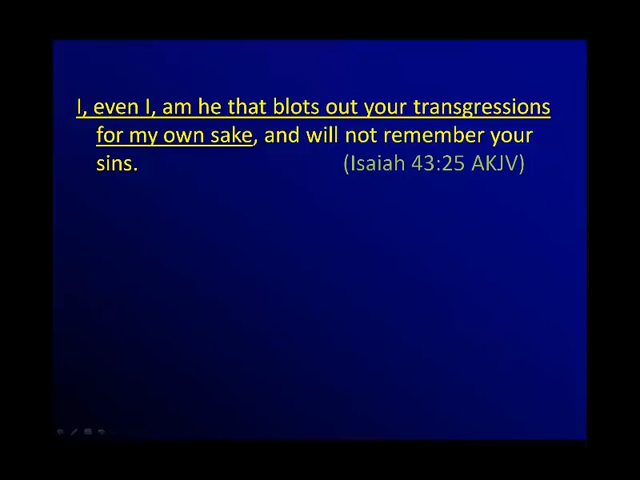 I, even I, am he that blots out your transgressions
for my own sake, and will not remember your
sins. (Isaiah 43:25 AKJV)